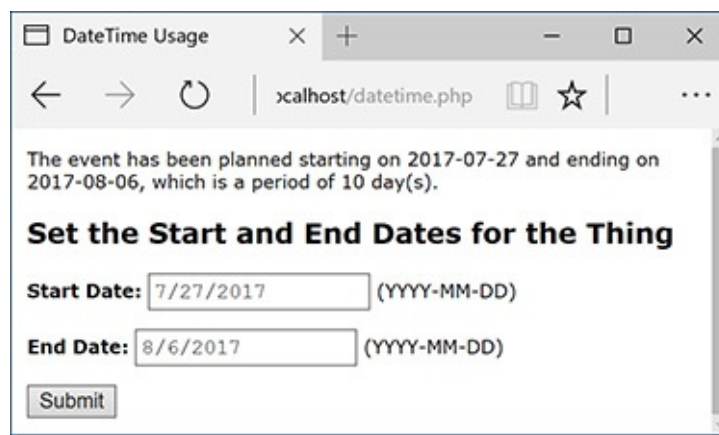 DateTime Usage
ocalhost/datetime.php
The event has been planned starting on 2017-07-27 and ending on
2017-08-06, which is a period of 10 day(s).
Set the Start and End Dates for the Thing
Start Date: 7/27/2017 (YYYY-MM-DD)
End Date: 8/6/2017 (YYYY-MM-DD)
Submit